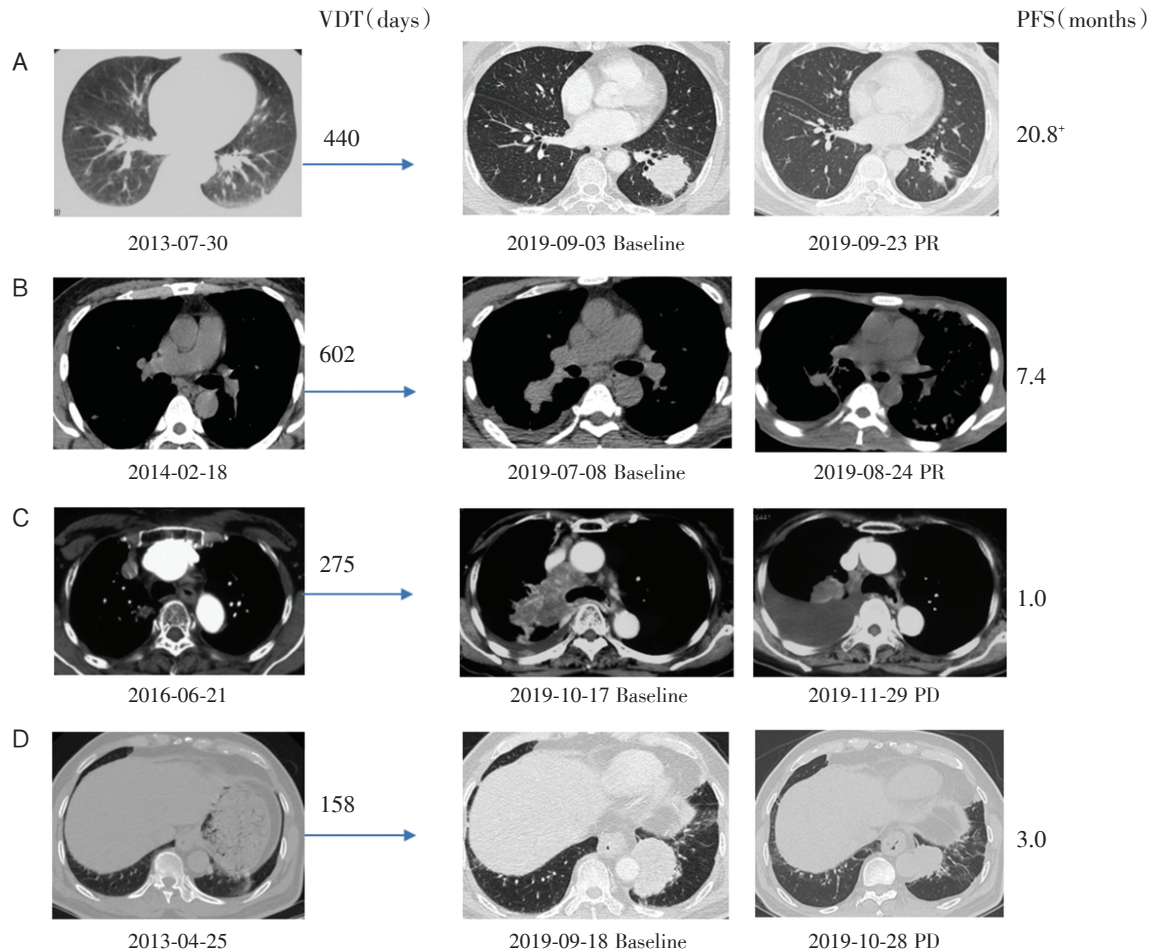 VDT(days)
PFS(months)
A
440
20.8+
2013-07-30
2019-09-03 Baseline
2019-09-23 PR
B
602
7.4
2014-02-18
2019-07-08 Baseline
2019-08-24 PR
C
275
1.0
2016-06-21
2019-10-17 Baseline
2019-11-29 PD
D
158
3.0
2013-04-25
2019-09-18 Baseline
2019-10-28 PD